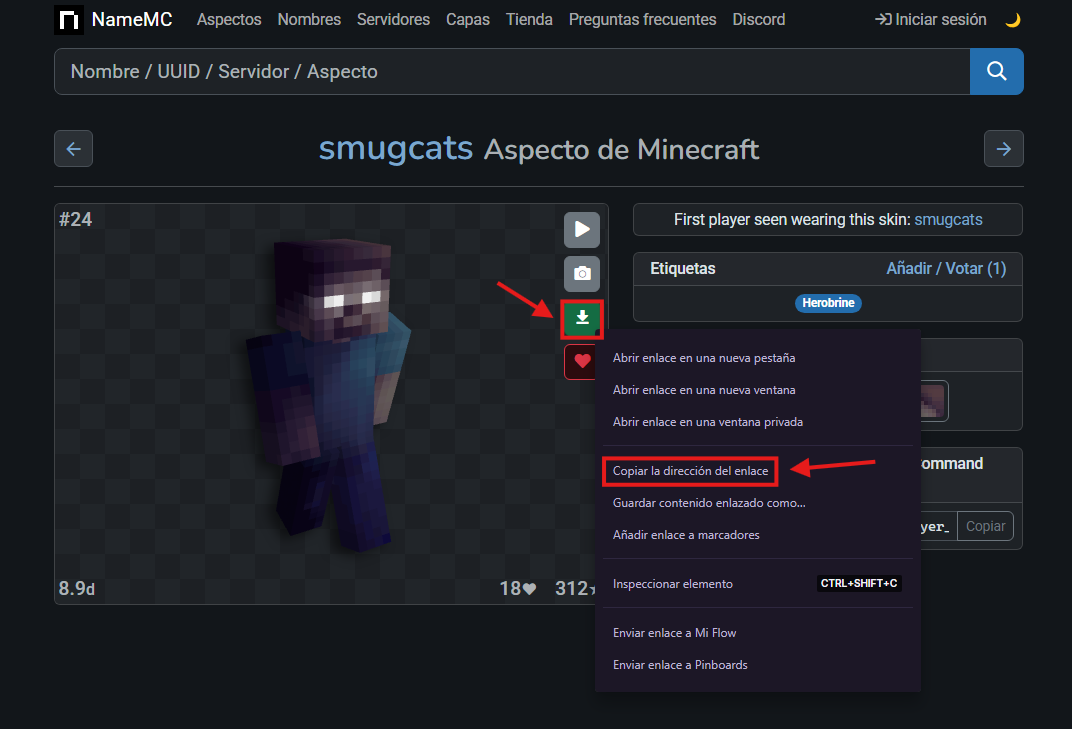 NameMC Aspectos Nombres Servidores Capas Tienda Preguntas frecuentes Discord Iniciar sesión
Nombre / UUID / Servidor / Aspecto
smugcats Aspecto de Minecraft
#24
First player seen wearing this skin: smugcats
Etiquetas Añadir / Votar (1)
Herobrine
Abrir enlace en una nueva pestaña
Abrir enlace en una nueva ventana
Abrir enlace en una ventana privada
Copiar la dirección del enlace
ommand
Guardar contenido enlazado como...
Añadir enlace a marcadores
yer_ Copiar
Inspeccionar elemento CTRL+SHIFT+C
8.9d 18 312
Enviar enlace a Mi Flow
Enviar enlace a Pinboards